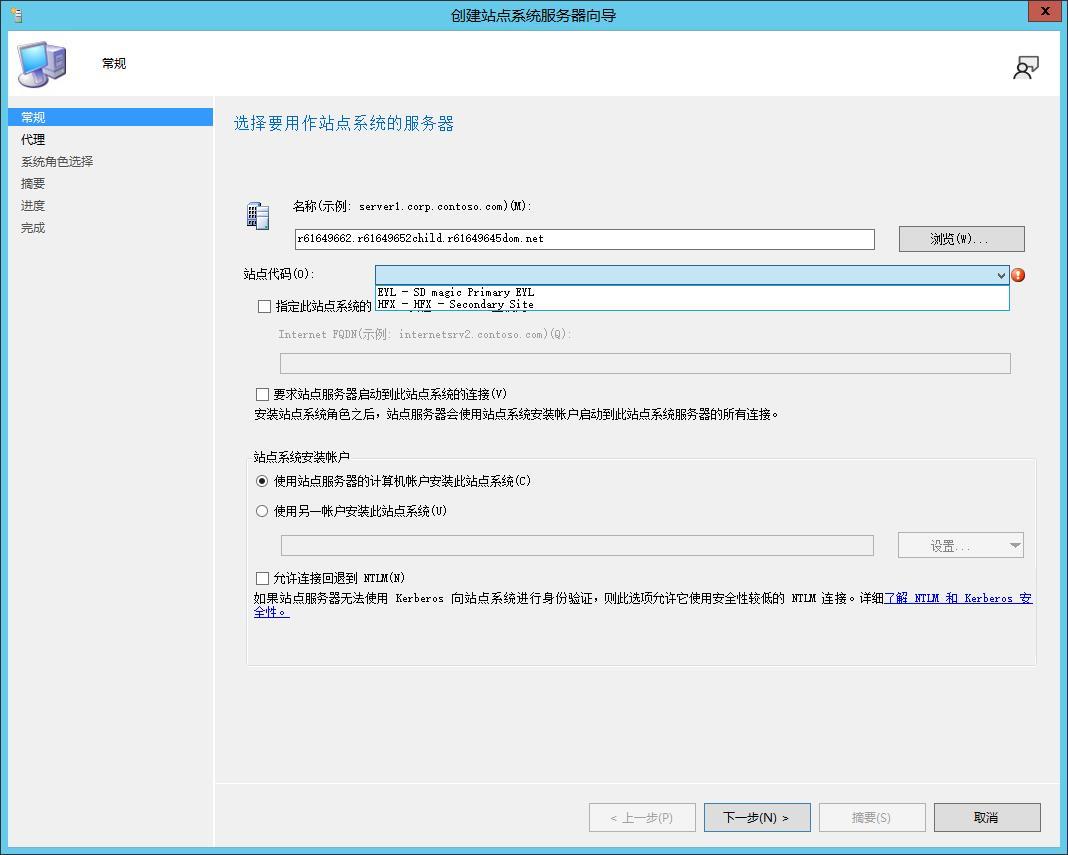 创建站点系统服务器向导
常规
常规
代理
系统角色选择
摘要
进度
完成
选择要用作站点系统的服务器
名称(示例: server1.corp.contoso.com)(M):
r61649662.r61649652child.r61649645dom.net
浏览(W)...
站点代码(O):
EYL - SD magic Primary EYL
HFX - HFX - Secondary Site
指定此站点系统的
Internet FQDN(示例: internetsrv2.contoso.com)(Q):
要求站点服务器启动到此站点系统的连接(V)
安装站点系统角色之后，站点服务器会使用站点系统安装帐户启动到此站点系统服务器的所有连接。
站点系统安装帐户
使用站点服务器的计算机帐户安装此站点系统(C)
使用另一帐户安装此站点系统(U)
设置...
允许连接回退到 NTLM(N)
如果站点服务器无法使用 Kerberos 向站点系统进行身份验证，则此选项允许它使用安全性较低的 NTLM 连接。详细了解 NTLM 和 Kerberos 安
全性。
< 上一步(P)
下一步(N) >
摘要(S)
取消